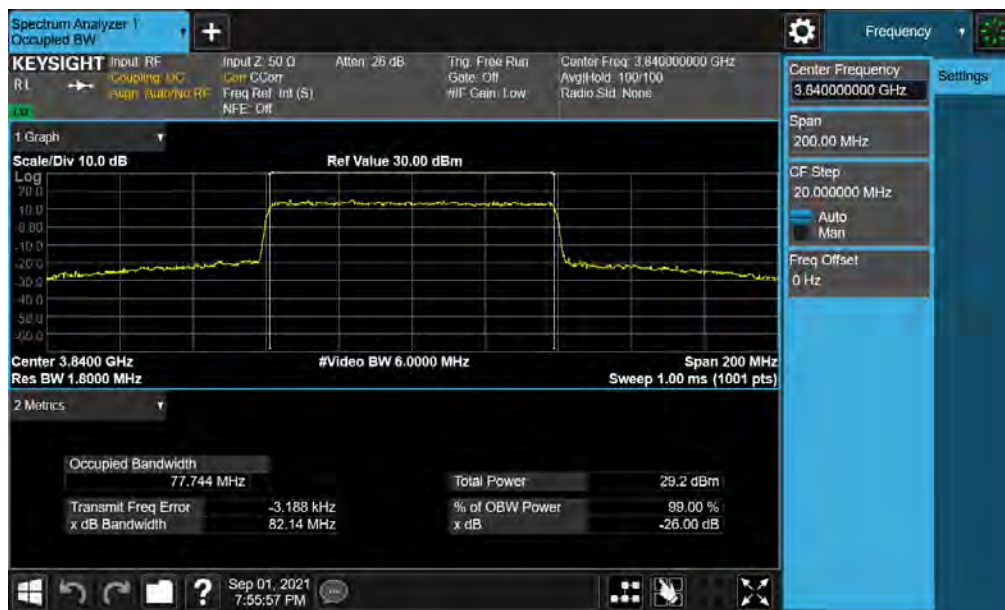 Spectrum Analyzer 1
Occupied BW
Frequency
KEYSIGHT
Input: RF
Coupling: DC
Align: Auto/No RF
Input Z: 50 Ω
Corr CCorr
Freq Ref: Int (S)
NFE: Off
Atten: 26 dB
Trig: Free Run
Gate: Off
#IF Gain: Low
Center Freq: 3.840000000 GHz
Avg|Hold: 100/100
Radio Std: None
Center Frequency
3.840000000 GHz
Settings
Span
200.00 MHz
CF Step
20.000000 MHz
Auto
Man
Freq Offset
0 Hz
1 Graph
Scale/Div 10.0 dB
Ref Value 30.00 dBm
Log
20.0
10.0
0.00
-10.0
-20.0
-30.0
-40.0
-50.0
-60.0
Center 3.8400 GHz
#Video BW 6.0000 MHz
Span 200 MHz
Res BW 1.8000 MHz
Sweep 1.00 ms (1001 pts)
2 Metrics
Occupied Bandwidth
77.744 MHz
Total Power
29.2 dBm
Transmit Freq Error
-3.188 kHz
% of OBW Power
99.00 %
x dB Bandwidth
82.14 MHz
x dB
-26.00 dB
Sep 01, 2021
7:55:57 PM